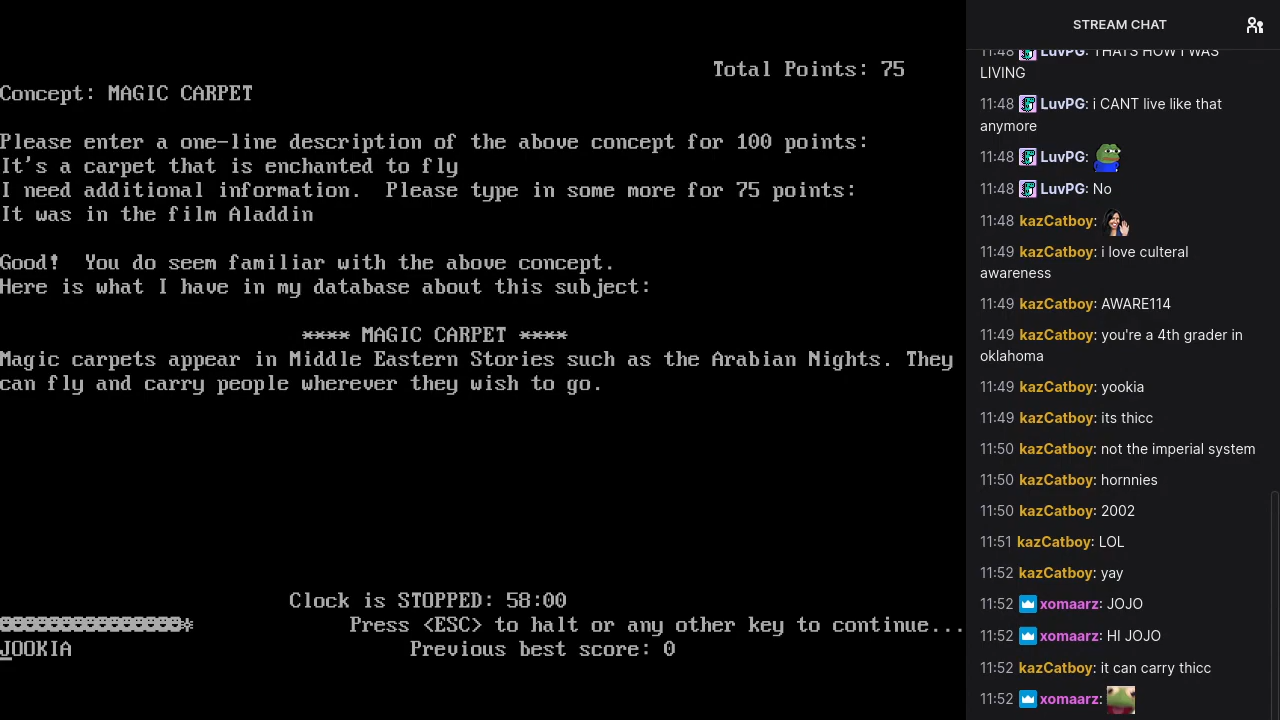 Total Points: 75
Concept: MAGIC CARPET
Please enter a one-line description of the above concept for 100 points:
It's a carpet that is enchanted to fly
I need additional information.  Please type in some more for 75 points:
It was in the film Aladdin
Good!  You do seem familiar with the above concept.
Here is what I have in my database about this subject:
**** MAGIC CARPET ****
Magic carpets appear in Middle Eastern Stories such as the Arabian Nights. They
can fly and carry people wherever they wish to go.
Clock is STOPPED: 58:00
Press <ESC> to halt or any other key to continue...
JOOKIA
Previous best score: 0
STREAM CHAT
11:48 LuvPG: THATS HOW I WAS
LIVING
11:48 LuvPG: i CANT live like that
anymore
11:48 LuvPG:
11:48 LuvPG: No
11:48 kazCatboy:
11:49 kazCatboy: i love culteral
awareness
11:49 kazCatboy: AWARE114
11:49 kazCatboy: you're a 4th grader in
oklahoma
11:49 kazCatboy: yookia
11:49 kazCatboy: its thicc
11:50 kazCatboy: not the imperial system
11:50 kazCatboy: hornnies
11:50 kazCatboy: 2002
11:51 kazCatboy: LOL
11:52 kazCatboy: yay
11:52 xomaarz: JOJO
11:52 xomaarz: HI JOJO
11:52 kazCatboy: it can carry thicc
11:52 xomaarz: